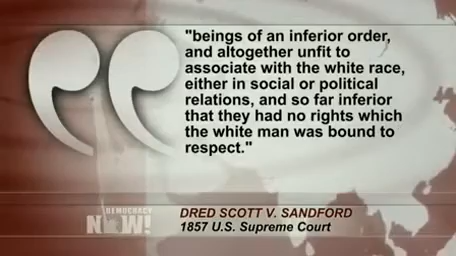 "beings of an inferior order,
and altogether unfit to
associate with the white race,
either in social or political
relations, and so far inferior
that they had no rights which
the white man was bound to
respect."
DEMOCRACY
NOW!
DRED SCOTT V. SANDFORD
1857 U.S. Supreme Court